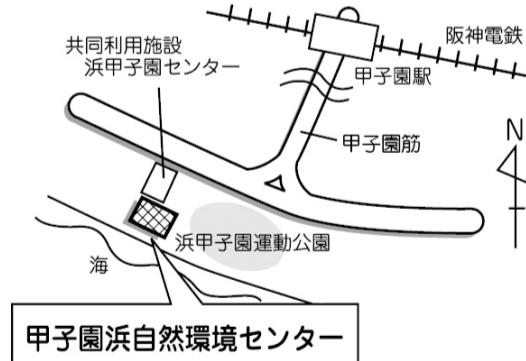 阪神電鉄
共同利用施設
浜甲子園センター
甲子園駅
甲子園筋
N
浜甲子園運動公園
海
甲子園浜自然環境センター